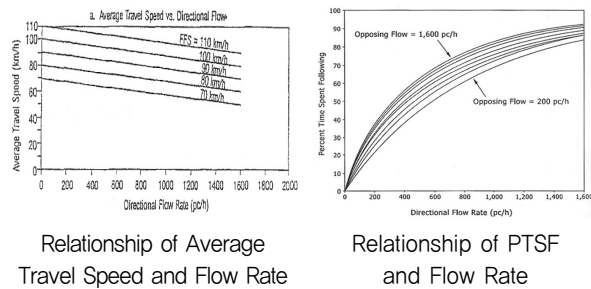 a. Average Travel Speed vs. Directional Flow
Average Travel Speed (km/h)
110
100
80
60
40
20
0
FFS = 110 km/h
100 km/h
90 km/h
80 km/h
70 km/h
0 200 400 600 800 1000 1200 1400 1600 1800 2000
Directional Flow Rate (pc/h)
Relationship of Average
Travel Speed and Flow Rate
Percent Time Spent Following
100
90
80
70
60
50
40
30
20
10
0
Opposing Flow = 1,600 pc/h
Opposing Flow = 200 pc/h
0 200 400 600 800 1,000 1,200 1,400 1,600
Directional Flow Rate (pc/h)
Relationship of PTSF
and Flow Rate